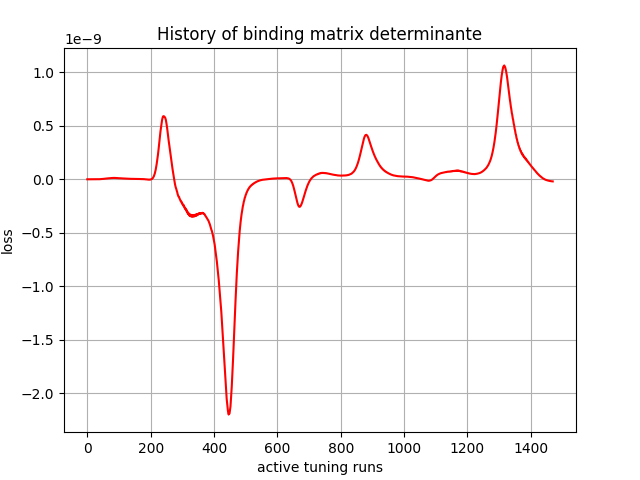 History of binding matrix determinante
1e−9
1.0
0.5
0.0
−0.5
−1.0
−1.5
−2.0
loss
0 200 400 600 800 1000 1200 1400
active tuning runs